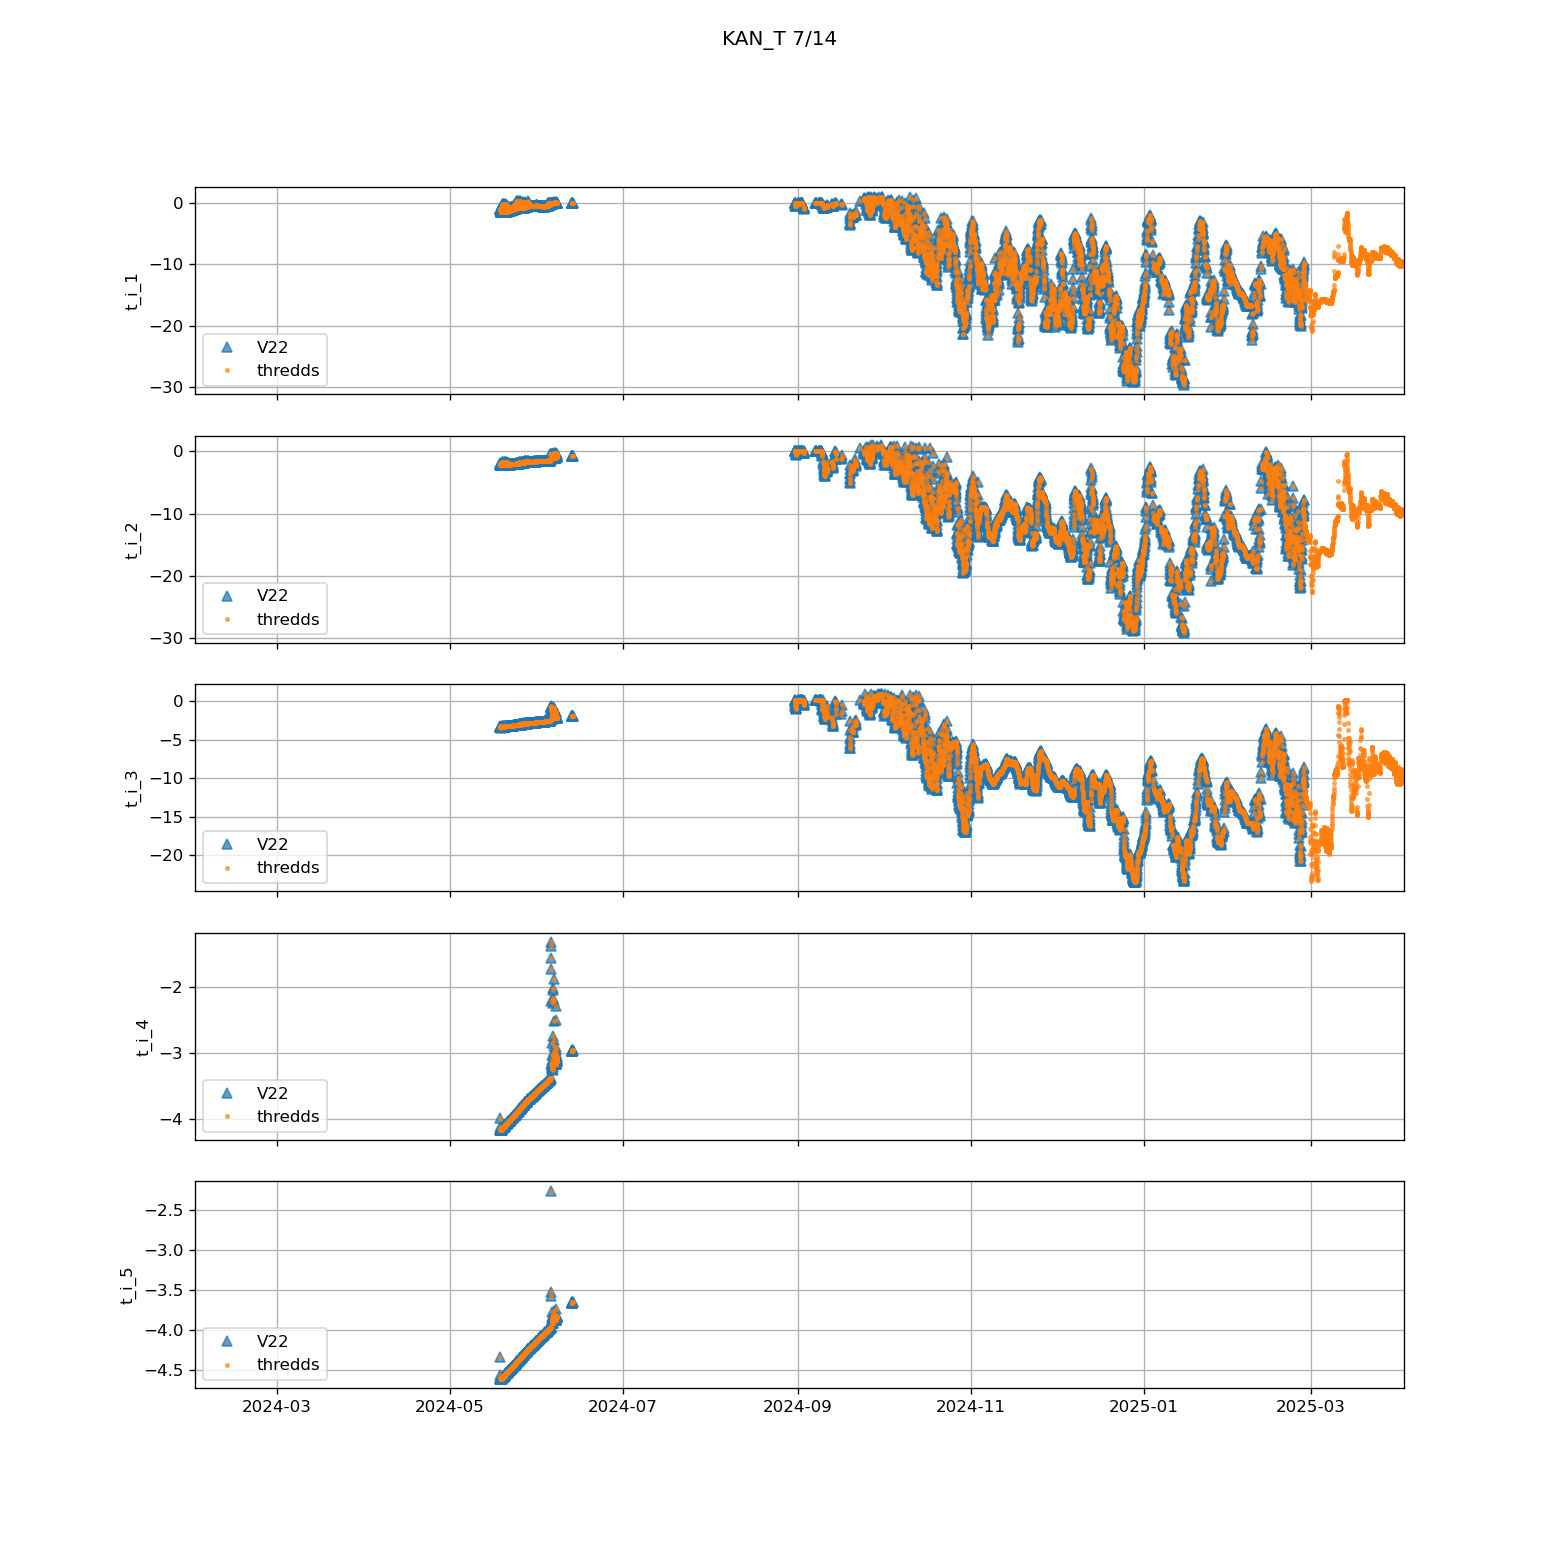 KAN_T 7/14
t_i_1
0
−10
−20
−30
V22
thredds
t_i_2
0
−10
−20
−30
V22
thredds
t_i_3
0
−5
−10
−15
−20
V22
thredds
t_i_4
−2
−3
−4
V22
thredds
t_i_5
−2.5
−3.0
−3.5
−4.0
−4.5
V22
thredds
2024-03 2024-05 2024-07 2024-09 2024-11 2025-01 2025-03